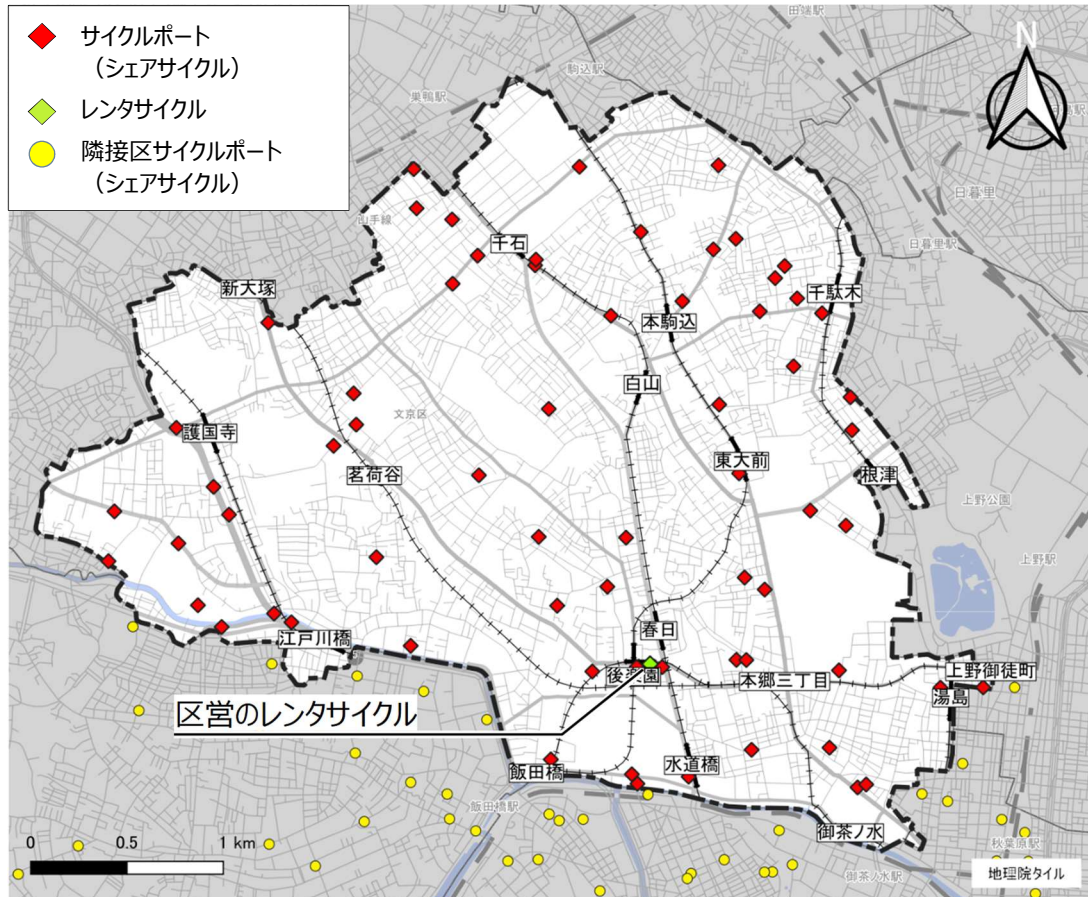 サイクルポート
（シェアサイクル）
レンタサイクル
隣接区サイクルポート
（シェアサイクル）
N
田端駅
駒込駅
巣鴨駅
日暮里
日暮里駅
山手線
千石
新大塚
千駄木
本駒込
白山
文京区
護国寺
東大前
茗荷谷
根津
上野公園
上野駅
春日
江戸川橋
後楽園
本郷三丁目
上野御徒町
湯島
区営のレンタサイクル
飯田橋
水道橋
飯田橋駅
御茶ノ水
秋葉原駅
御茶ノ水駅
0 0.5 1 km
地理院タイル